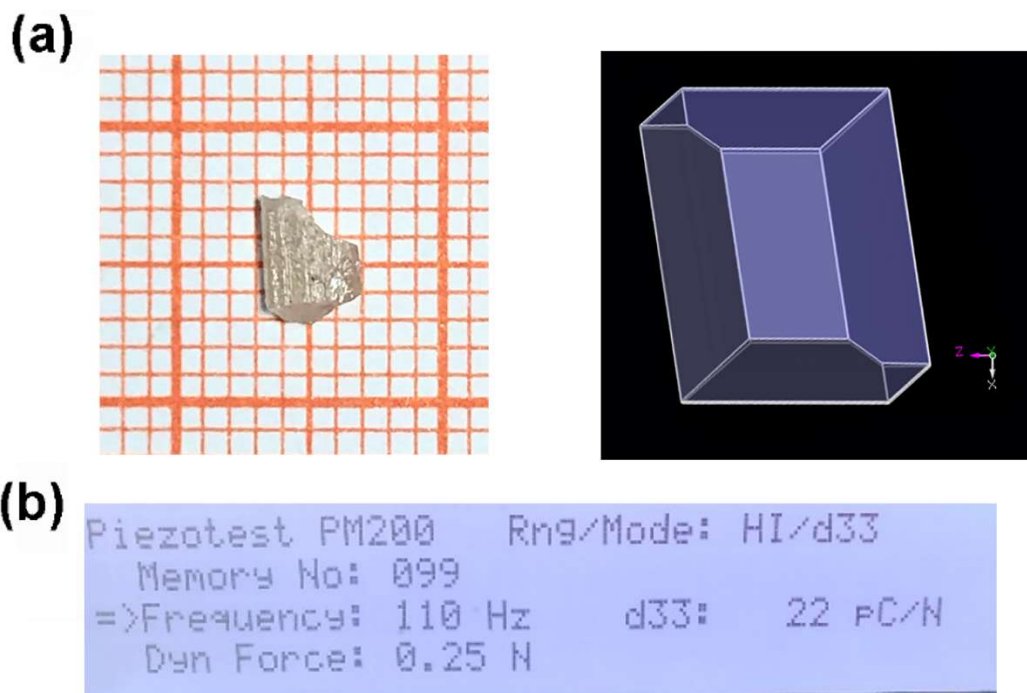 (a)
Z Y
X
(b)
Piezotest PM200 Rng/Mode: HI/d33
Memory No: 099
=>Frequency: 110 Hz d33: 22 pC/N
Dyn Force: 0.25 N